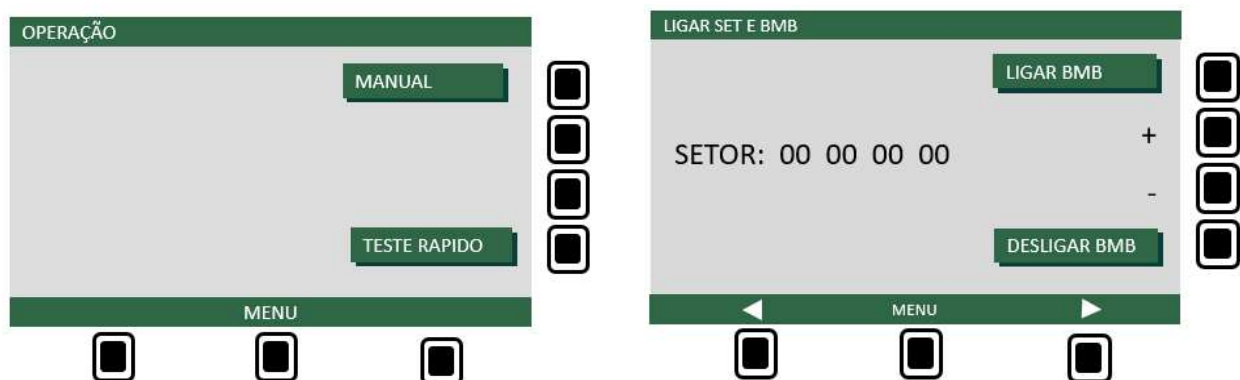 OPERAÇÃO
MANUAL
TESTE RAPIDO
MENU
LIGAR SET E BMB
LIGAR BMB
+
SETOR: 00 00 00 00
-
DESLIGAR BMB
MENU